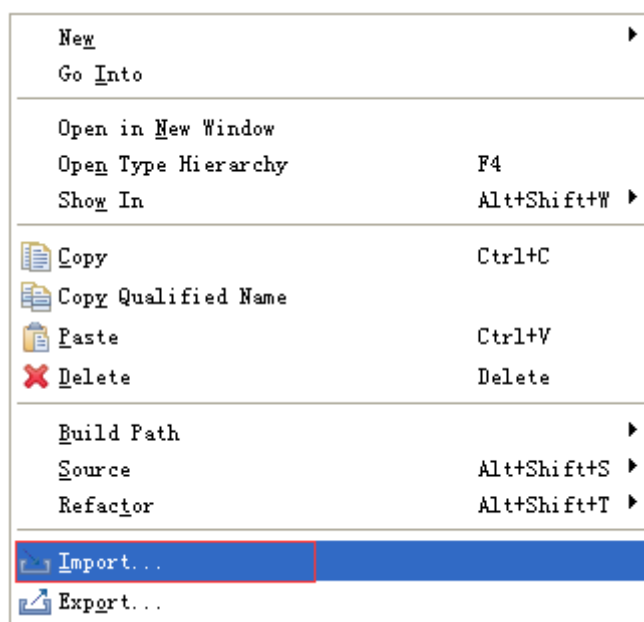 New
Go Into
Open in New Window
Open Type Hierarchy F4
Show In Alt+Shift+W
Copy Ctrl+C
Copy Qualified Name
Paste Ctrl+V
Delete Delete
Build Path
Source Alt+Shift+S
Refactor Alt+Shift+T
Import...
Export...